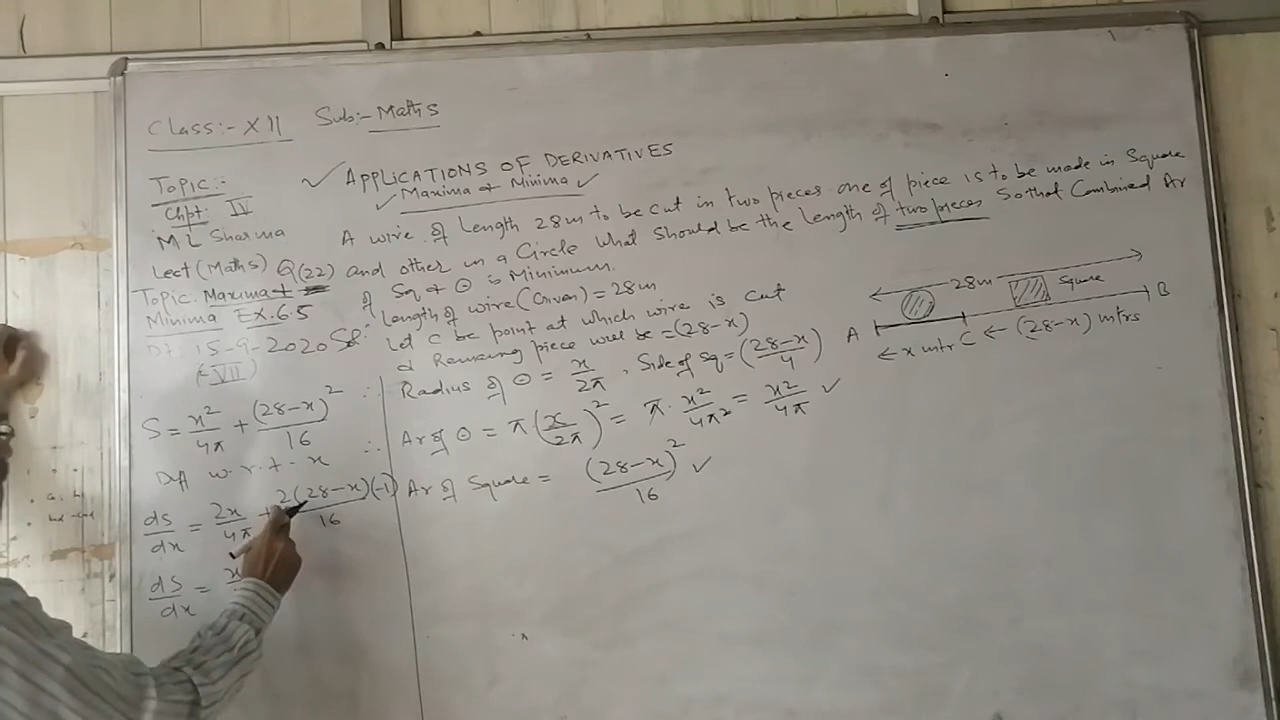 Class:- XII Sub:- Maths
Topic:-
✓ APPLICATIONS OF DERIVATIVES
✓ Maxima & Minima ✓
Chpt: IV
ML Sharma
Lect (Maths)
Topic. Maxima &
Minima EX. 6.5
Dt: 15-9-2020
(VII)
A wire of Length 28m to be cut in two pieces one of piece is to be made in Square
Q(22) and other in a Circle What should be the length of two pieces So that Combined Ar
of Sq & ⊙ is Minimum.
Length of wire (Given) = 28m
Let C be point at which wire is cut
& Remaining piece will be = (28-x)
Radius of ⊙ = x/2π, Side of Sq = (28-x/4)
∴ Ar of ⊙ = π(x/2π)² = π. x²/4π² = x²/4π ✓
Ar of Square = (28-x)²/16 ✓
28m
Square
A
B
x mtr C ← (28-x) mtrs
S = x²/4π + (28-x)²/16
Diff w.r.t. x
dS/dx = 2x/4π + 2(28-x)(-1)/16
dS/dx = x